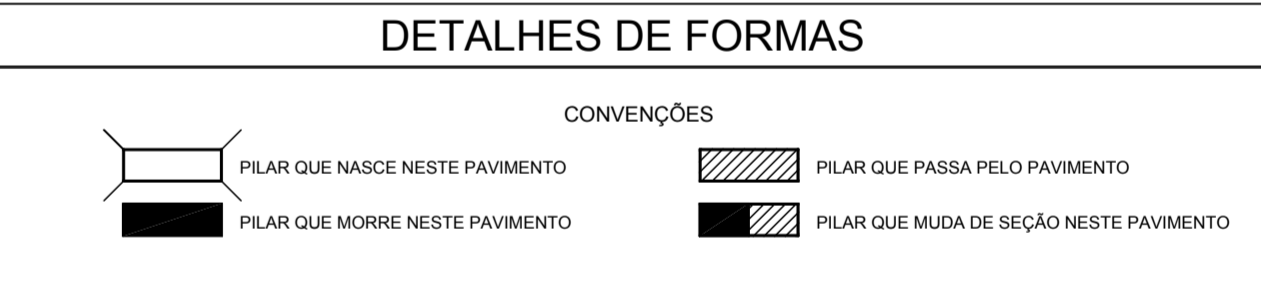 DETALHES DE FORMAS
CONVENÇÕES
PILAR QUE NASCE NESTE PAVIMENTO
PILAR QUE PASSA PELO PAVIMENTO
PILAR QUE MORRE NESTE PAVIMENTO
PILAR QUE MUDA DE SEÇÃO NESTE PAVIMENTO